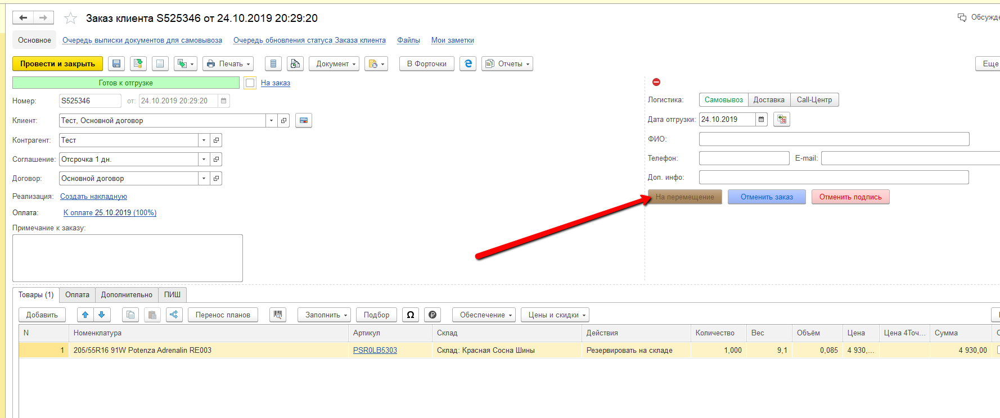 Заказ клиента S525346 от 24.10.2019 20:29:20
Обсужде
Основное Очередь выписки документов для самовывоза Очередь обновления статуса Заказа клиента Файлы Мои заметки
Провести и закрыть Печать Документ В Форточки Отчеты Еще
Готов к отгрузке На заказ
Номер: S525346 от: 24.10.2019 20:29:20
Логистика: Самовывоз Доставка Call-Центр
Клиент: Тест, Основной договор
Дата отгрузки: 24.10.2019 31
Контрагент: Тест
ФИО:
Соглашение: Отсрочка 1 дн.
Телефон: E-mail:
Договор: Основной договор
Доп. инфо:
Реализация: Создать накладную
На перемещение Отменить заказ Отменить подпись
Оплата: К оплате 25.10.2019 (100%)
Примечание к заказу:
Товары (1) Оплата Дополнительно ПИШ
Добавить Перенос планов Заполнить Подбор Ω ₽ Обеспечение Цены и скидки
N Номенклатура Артикул Склад Действия Количество Вес Объём Цена Цена 4Точ... Сумма
1 205/55R16 91W Potenza Adrenalin RE003 PSR0LB5303 Склад: Красная Сосна Шины Резервировать на складе 1,000 9,1 0,085 4 930,... 4 930,00